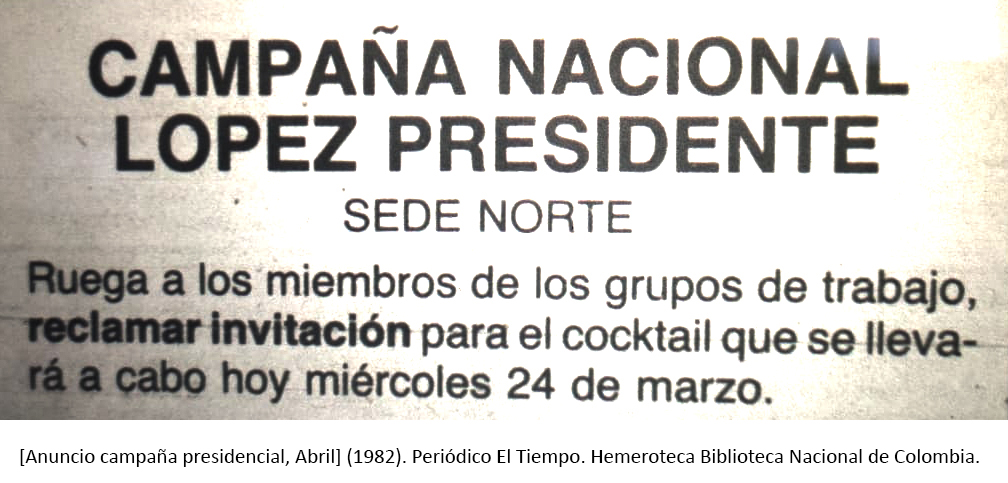 CAMPAÑA NACIONAL
LOPEZ PRESIDENTE
SEDE NORTE
Ruega a los miembros de los grupos de trabajo,
reclamar invitación para el cocktail que se lleva-
rá a cabo hoy miércoles 24 de marzo.
[Anuncio campaña presidencial, Abril] (1982). Periódico El Tiempo. Hemeroteca Biblioteca Nacional de Colombia.